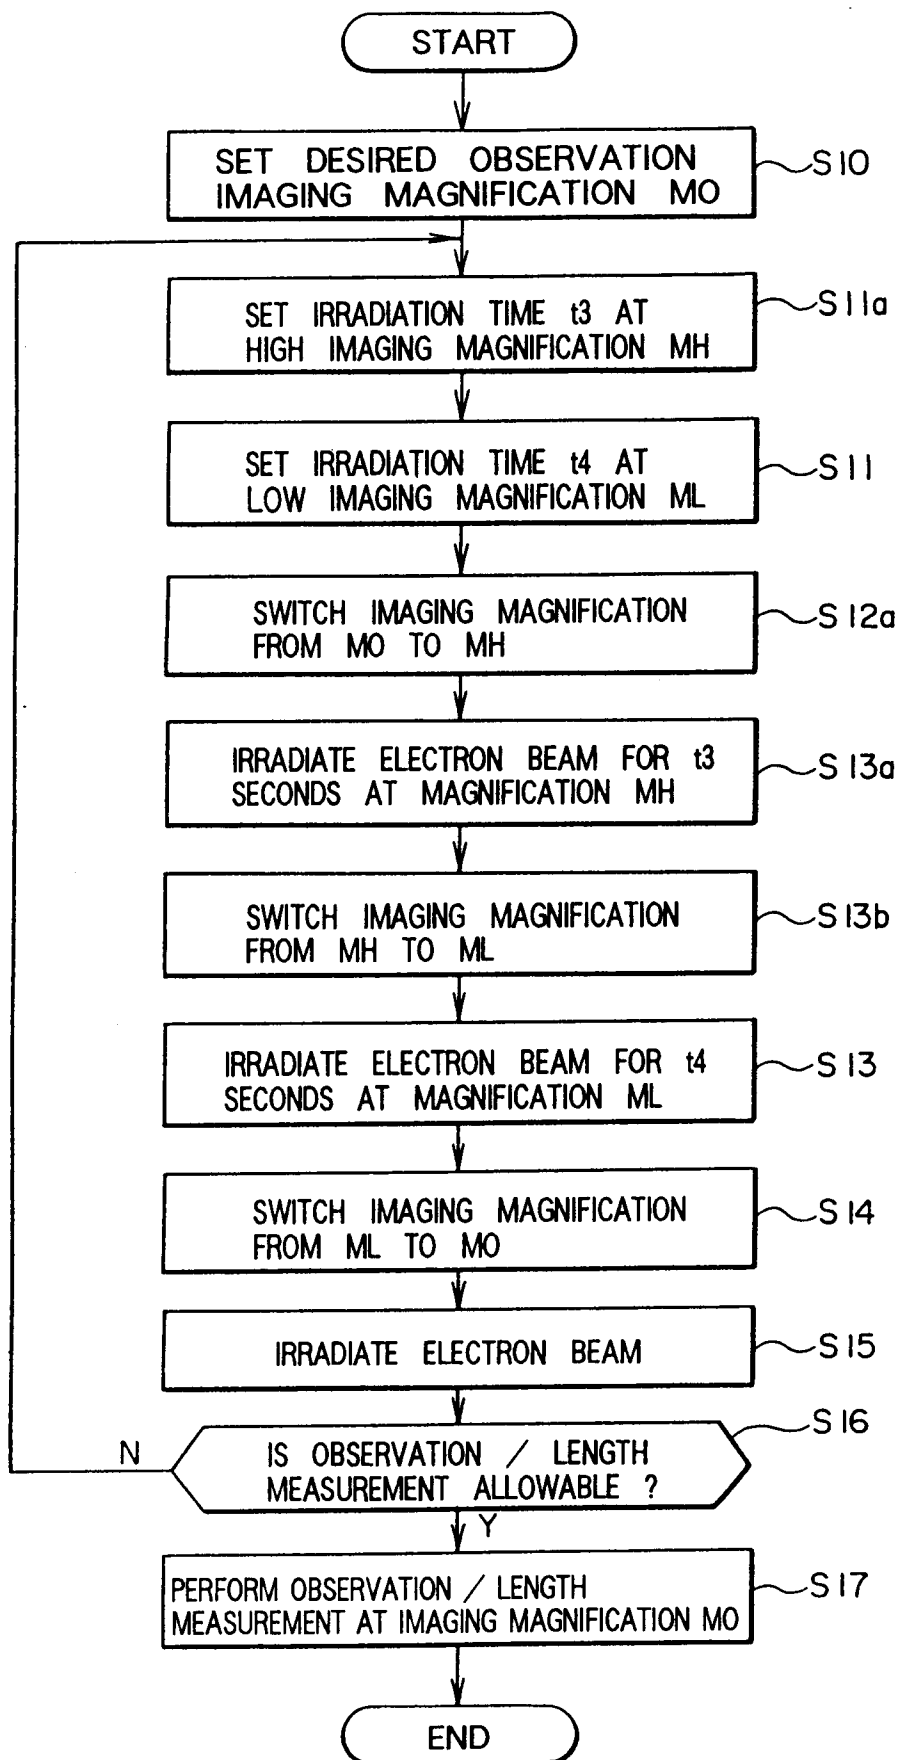 START
SET DESIRED OBSERVATION
IMAGING MAGNIFICATION MO
S10
SET IRRADIATION TIME t3 AT
HIGH IMAGING MAGNIFICATION MH
S11a
SET IRRADIATION TIME t4 AT
LOW IMAGING MAGNIFICATION ML
S11
SWITCH IMAGING MAGNIFICATION
FROM MO TO MH
S12a
IRRADIATE ELECTRON BEAM FOR t3
SECONDS AT MAGNIFICATION MH
S13a
SWITCH IMAGING MAGNIFICATION
FROM MH TO ML
S13b
IRRADIATE ELECTRON BEAM FOR t4
SECONDS AT MAGNIFICATION ML
S13
SWITCH IMAGING MAGNIFICATION
FROM ML TO MO
S14
IRRADIATE ELECTRON BEAM
S15
IS OBSERVATION / LENGTH
MEASUREMENT ALLOWABLE ?
S16
N
Y
PERFORM OBSERVATION / LENGTH
MEASUREMENT AT IMAGING MAGNIFICATION MO
S17
END